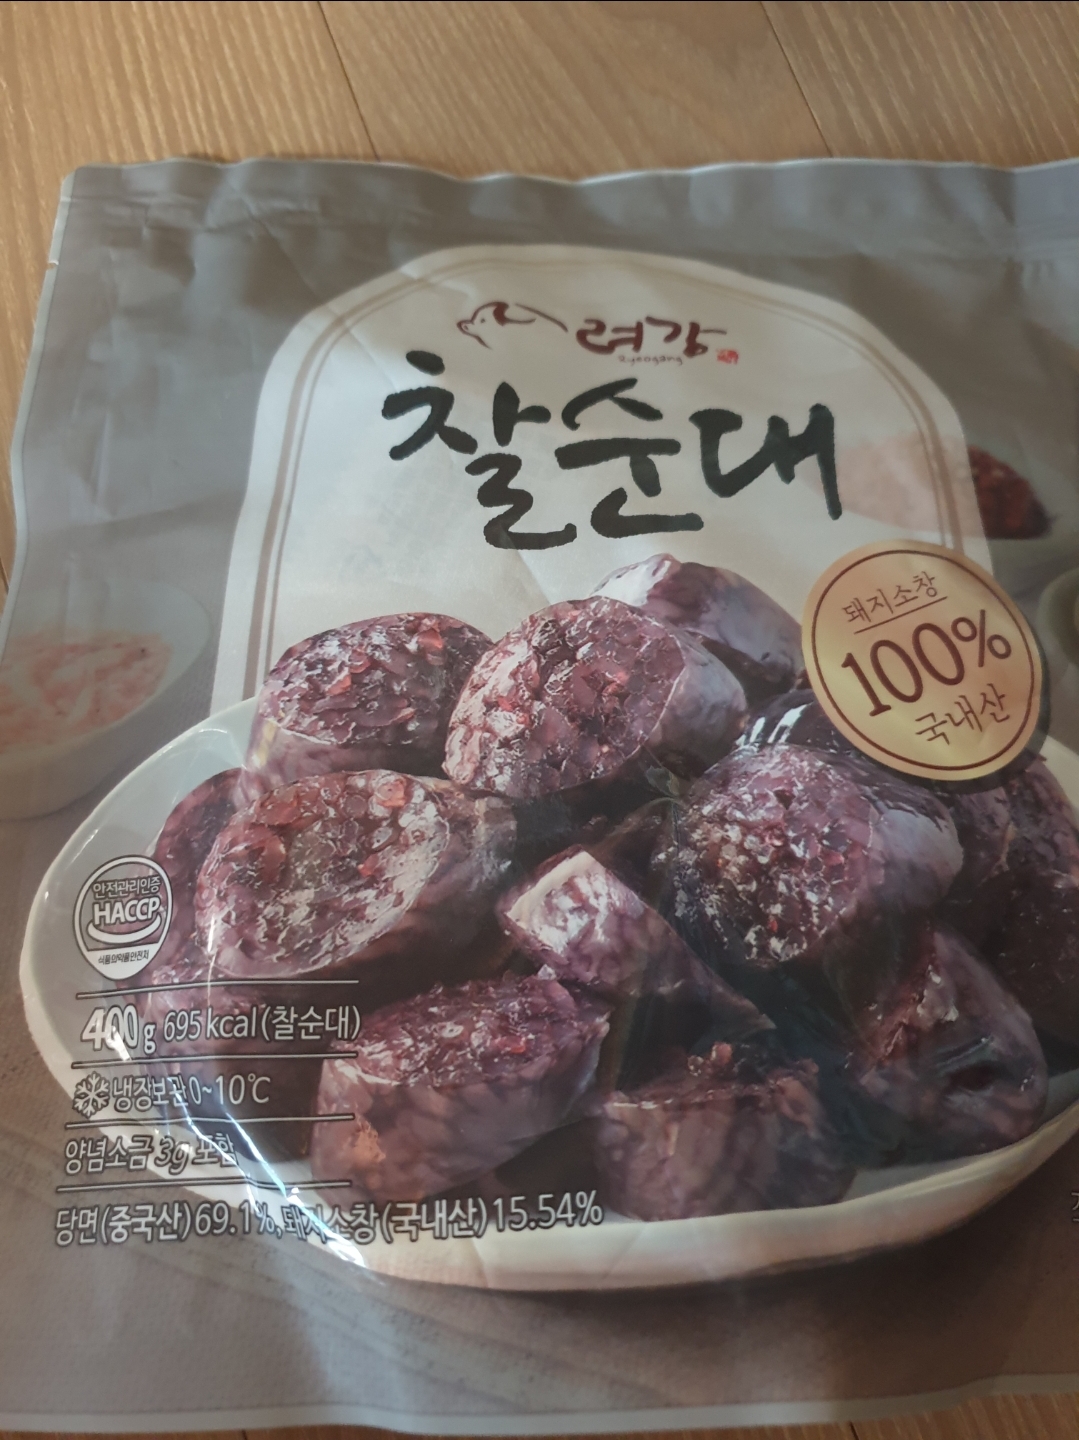 려강
ryeogang
찰순대
돼지소창
100%
국내산
안전관리인증
HACCP
식품의약품안전처
400g 695 kcal(찰순대)
냉장보관 0~10℃
양념소금 3g 포함
당면(중국산)69.1%, 돼지소창(국내산)15.54%